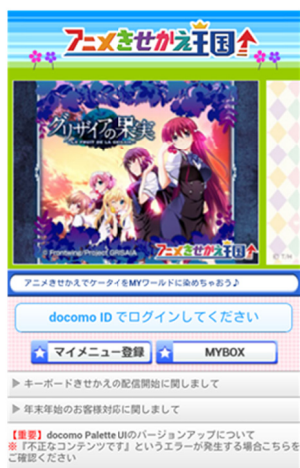 アニメきせかえ王国
グリザイアの果実
LA FRUIT DE LA GRISAIA
© Frontwing/Project GRISAIA
アニメきせかえ王国
アニメきせかえでケータイをMYワールドに染めちゃおう♪
docomo ID でログインしてください
マイメニュー登録
MYBOX
キーボードきせかえの配信開始に関しまして
年末年始のお客様対応に関しまして
【重要】docomo Palette UIのバージョンアップについて
※『不正なコンテンツです』というエラーが発生する場合こちらを
ご確認ください